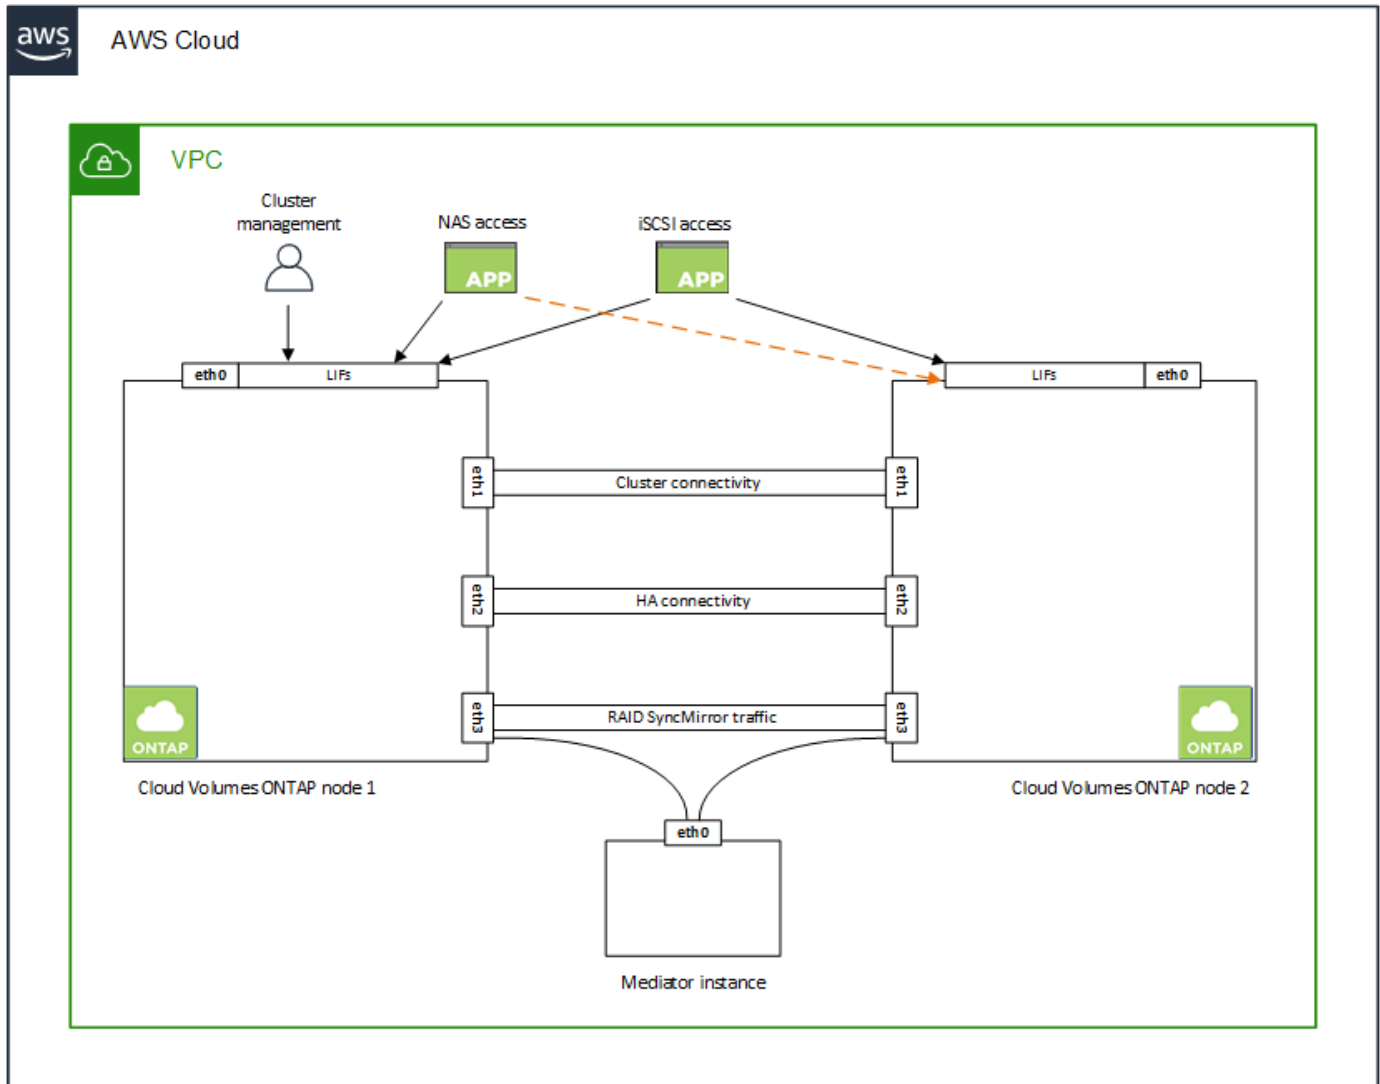 aws
AWS Cloud
VPC
Cluster
management
NAS access
iSCSI access
APP
APP
eth0
LIFs
LIFs
eth0
eth1
Cluster connectivity
eth1
eth2
HA connectivity
eth2
eth3
RAID SyncMirror traffic
eth3
ONTAP
ONTAP
Cloud Volumes ONTAP node 1
Cloud Volumes ONTAP node 2
eth0
Mediator instance